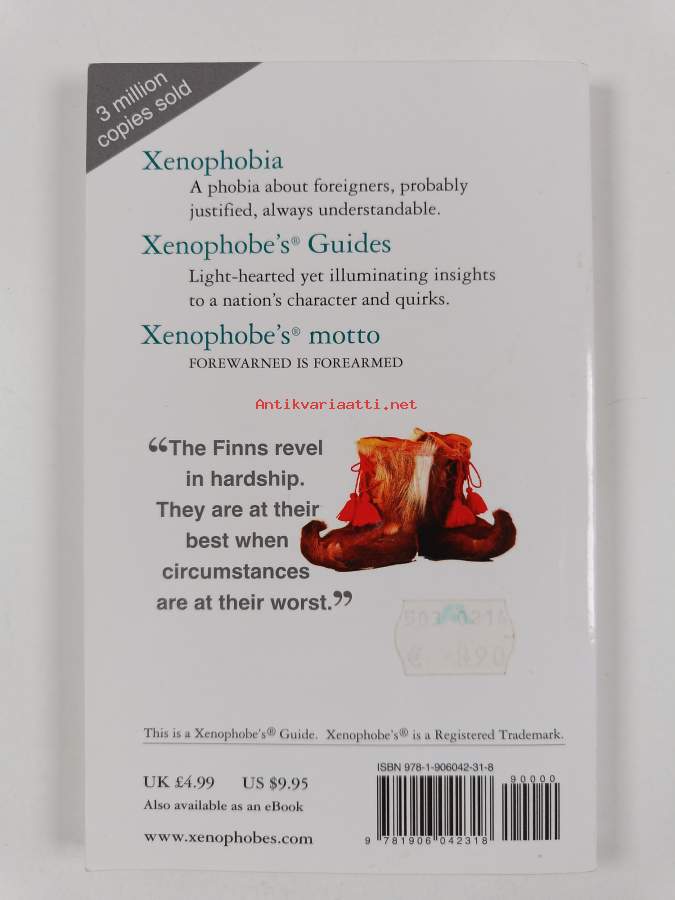 3 million
copies sold
Xenophobia
A phobia about foreigners, probably
justified, always understandable.
Xenophobe's® Guides
Light-hearted yet illuminating insights
to a nation's character and quirks.
Xenophobe's® motto
FOREWARNED IS FOREARMED
Antikvariaatti.net
“The Finns revel
in hardship.
They are at their
best when
circumstances
are at their worst.”
This is a Xenophobe's® Guide. Xenophobe's® is a Registered Trademark.
ISBN 978-1-906042-31-8
90000
UK £4.99 US $9.95
Also available as an eBook
www.xenophobes.com
9 781906 042318